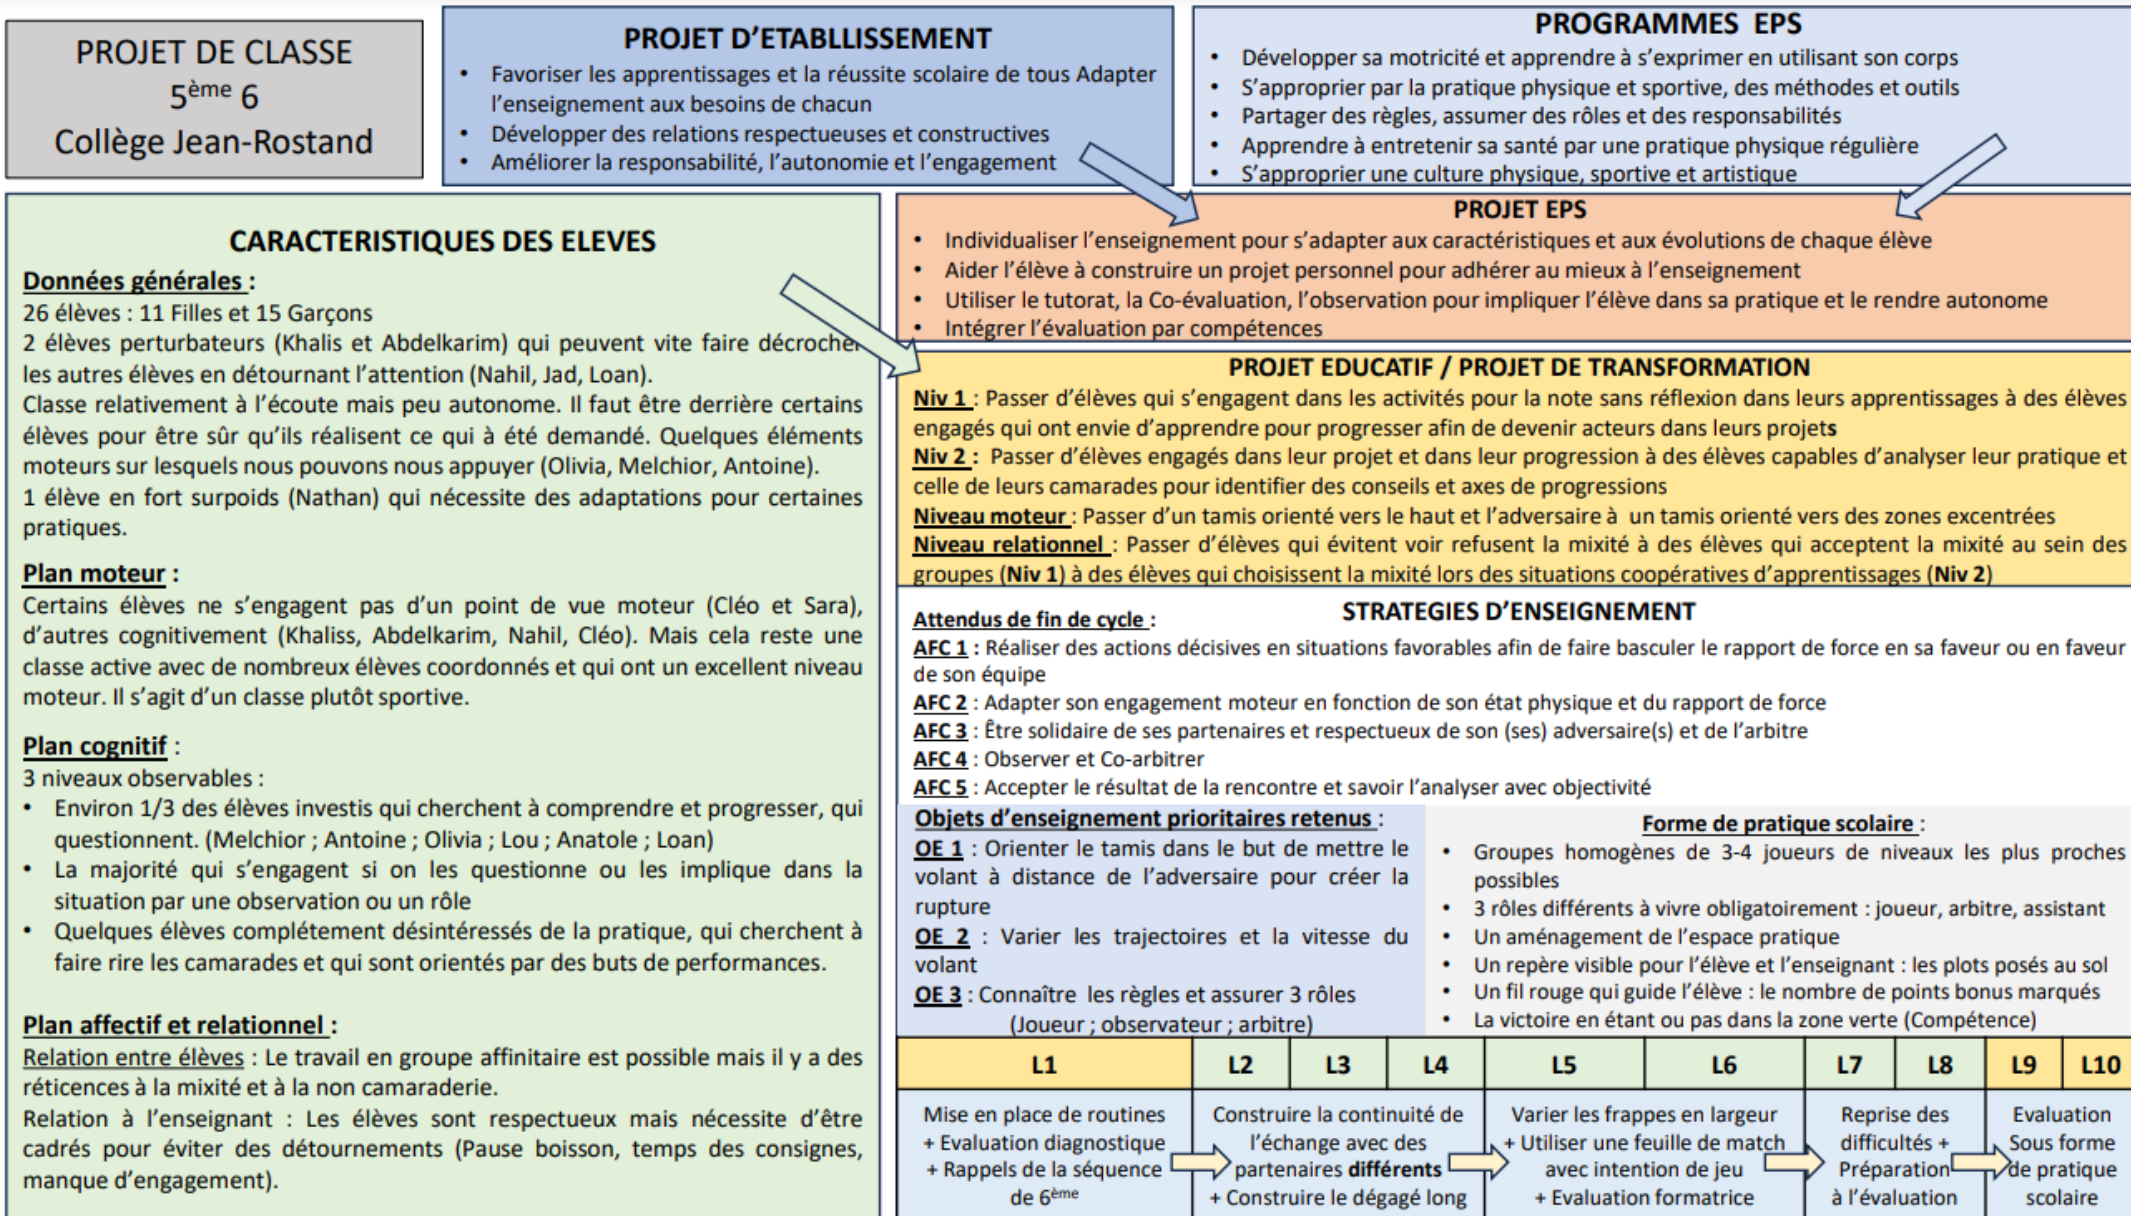 PROJET DE CLASSE
5ème 6
Collège Jean-Rostand
PROJET D'ETABLLISSEMENT
• Favoriser les apprentissages et la réussite scolaire de tous Adapter
l'enseignement aux besoins de chacun
• Développer des relations respectueuses et constructives
• Améliorer la responsabilité, l'autonomie et l'engagement
PROGRAMMES EPS
• Développer sa motricité et apprendre à s'exprimer en utilisant son corps
• S'approprier par la pratique physique et sportive, des méthodes et outils
• Partager des règles, assumer des rôles et des responsabilités
• Apprendre à entretenir sa santé par une pratique physique régulière
• S'approprier une culture physique, sportive et artistique
CARACTERISTIQUES DES ELEVES
Données générales :
26 élèves : 11 Filles et 15 Garçons
2 élèves perturbateurs (Khalis et Abdelkarim) qui peuvent vite faire décrocher
les autres élèves en détournant l'attention (Nahil, Jad, Loan).
Classe relativement à l'écoute mais peu autonome. Il faut être derrière certains
élèves pour être sûr qu'ils réalisent ce qui à été demandé. Quelques éléments
moteurs sur lesquels nous pouvons nous appuyer (Olivia, Melchior, Antoine).
1 élève en fort surpoids (Nathan) qui nécessite des adaptations pour certaines
pratiques.
Plan moteur :
Certains élèves ne s'engagent pas d'un point de vue moteur (Cléo et Sara),
d'autres cognitivement (Khaliss, Abdelkarim, Nahil, Cléo). Mais cela reste une
classe active avec de nombreux élèves coordonnés et qui ont un excellent niveau
moteur. Il s'agit d'un classe plutôt sportive.
Plan cognitif :
3 niveaux observables :
• Environ 1/3 des élèves investis qui cherchent à comprendre et progresser, qui
questionnent. (Melchior ; Antoine ; Olivia ; Lou ; Anatole ; Loan)
• La majorité qui s'engagent si on les questionne ou les implique dans la
situation par une observation ou un rôle
• Quelques élèves complétement désintéressés de la pratique, qui cherchent à
faire rire les camarades et qui sont orientés par des buts de performances.
Plan affectif et relationnel :
Relation entre élèves : Le travail en groupe affinitaire est possible mais il y a des
réticences à la mixité et à la non camaraderie.
Relation à l'enseignant : Les élèves sont respectueux mais nécessite d'être
cadrés pour éviter des détournements (Pause boisson, temps des consignes,
manque d'engagement).
PROJET EPS
• Individualiser l'enseignement pour s'adapter aux caractéristiques et aux évolutions de chaque élève
• Aider l'élève à construire un projet personnel pour adhérer au mieux à l'enseignement
• Utiliser le tutorat, la Co-évaluation, l'observation pour impliquer l'élève dans sa pratique et le rendre autonome
• Intégrer l'évaluation par compétences
PROJET EDUCATIF / PROJET DE TRANSFORMATION
Niv 1 : Passer d'élèves qui s'engagent dans les activités pour la note sans réflexion dans leurs apprentissages à des élèves
engagés qui ont envie d'apprendre pour progresser afin de devenir acteurs dans leurs projets
Niv 2 : Passer d'élèves engagés dans leur projet et dans leur progression à des élèves capables d'analyser leur pratique et
celle de leurs camarades pour identifier des conseils et axes de progressions
Niveau moteur : Passer d'un tamis orienté vers le haut et l'adversaire à un tamis orienté vers des zones excentrées
Niveau relationnel : Passer d'élèves qui évitent voir refusent la mixité à des élèves qui acceptent la mixité au sein des
groupes (Niv 1) à des élèves qui choisissent la mixité lors des situations coopératives d'apprentissages (Niv 2)
STRATEGIES D'ENSEIGNEMENT
Attendus de fin de cycle :
AFC 1 : Réaliser des actions décisives en situations favorables afin de faire basculer le rapport de force en sa faveur ou en faveur
de son équipe
AFC 2 : Adapter son engagement moteur en fonction de son état physique et du rapport de force
AFC 3 : Être solidaire de ses partenaires et respectueux de son (ses) adversaire(s) et de l'arbitre
AFC 4 : Observer et Co-arbitrer
AFC 5 : Accepter le résultat de la rencontre et savoir l'analyser avec objectivité
Objets d'enseignement prioritaires retenus :
OE 1 : Orienter le tamis dans le but de mettre le
volant à distance de l'adversaire pour créer la
rupture
OE 2 : Varier les trajectoires et la vitesse du
volant
OE 3 : Connaître les règles et assurer 3 rôles
(Joueur ; observateur ; arbitre)
Forme de pratique scolaire :
• Groupes homogènes de 3-4 joueurs de niveaux les plus proches
possibles
• 3 rôles différents à vivre obligatoirement : joueur, arbitre, assistant
• Un aménagement de l'espace pratique
• Un repère visible pour l'élève et l'enseignant : les plots posés au sol
• Un fil rouge qui guide l'élève : le nombre de points bonus marqués
• La victoire en étant ou pas dans la zone verte (Compétence)
L1
L2
L3
L4
L5
L6
L7
L8
L9
L10
Mise en place de routines
+ Evaluation diagnostique
+ Rappels de la séquence
de 6ème
Construire la continuité de
l'échange avec des
partenaires différents
+ Construire le dégagé long
Varier les frappes en largeur
+ Utiliser une feuille de match
avec intention de jeu
+ Evaluation formatrice
Reprise des
difficultés +
Préparation
à l'évaluation
Evaluation
Sous forme
de pratique
scolaire